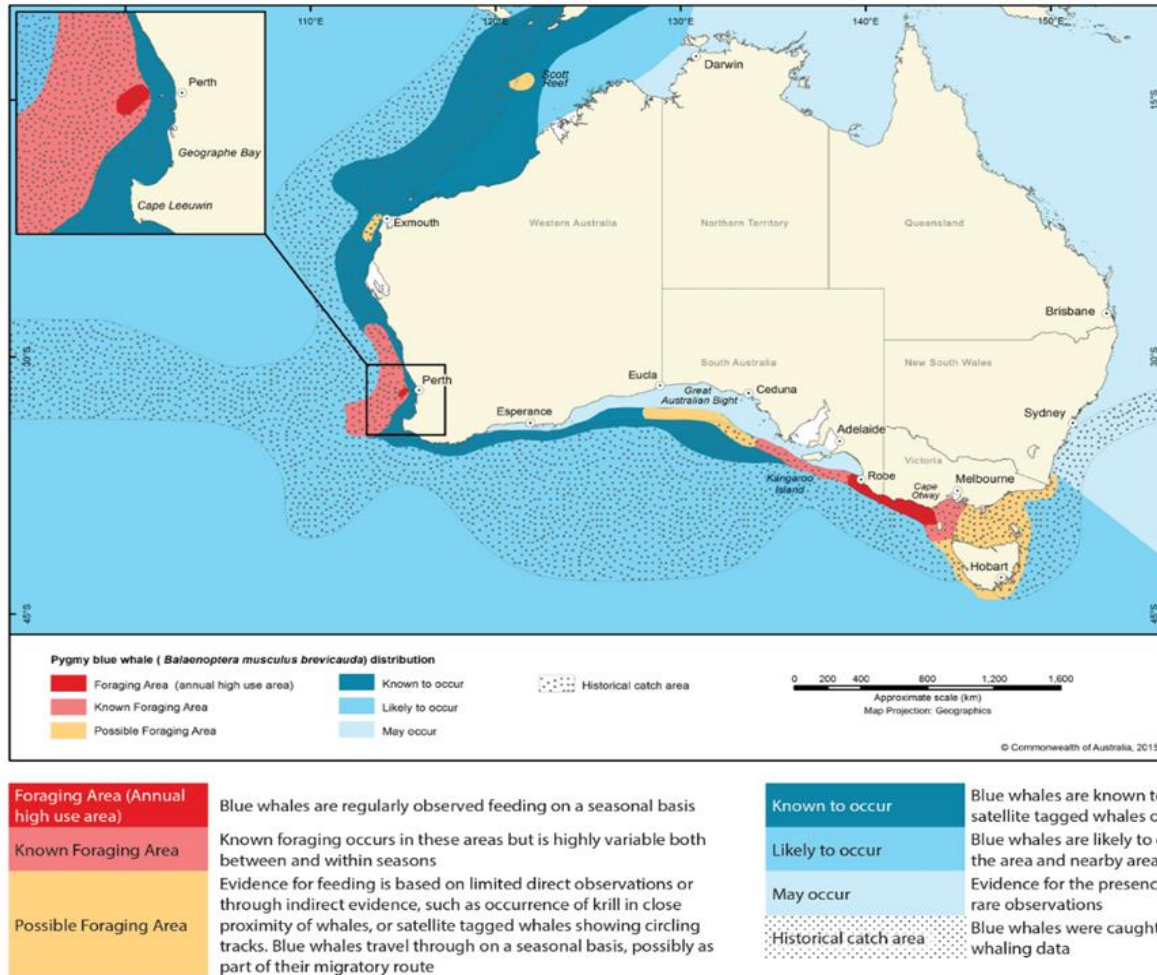 110°E
120°E
130°E
140°E
150°E
Perth
Geographe Bay
Cape Leeuwin
Scott
Reef
Darwin
15°S
15°S
Exmouth
Western Australia
Northern Territory
Queensland
Brisbane
30°S
30°S
South Australia
New South Wales
Perth
Eucla
Ceduna
Great
Australian Bight
Esperance
Sydney
Adelaide
Victoria
Kangaroo
Island
Robe
Cape
Otway
Melbourne
Hobart
45°S
45°S
Pygmy blue whale ( Balaenoptera musculus brevicauda) distribution
Foraging Area (annual high use area)
Known Foraging Area
Possible Foraging Area
Known to occur
Likely to occur
May occur
Historical catch area
0 200 400 800 1,200 1,600
Approximate scale (km)
Map Projection: Geographics
© Commonwealth of Australia, 2015
Foraging Area (Annual
high use area)
Blue whales are regularly observed feeding on a seasonal basis
Known Foraging Area
Known foraging occurs in these areas but is highly variable both
between and within seasons
Possible Foraging Area
Evidence for feeding is based on limited direct observations or
through indirect evidence, such as occurrence of krill in close
proximity of whales, or satellite tagged whales showing circling
tracks. Blue whales travel through on a seasonal basis, possibly as
part of their migratory route
Known to occur
Blue whales are known to
satellite tagged whales
Likely to occur
Blue whales are likely to
the area and nearby
May occur
Evidence for the
rare observations
Historical catch area
Blue whales were caught
whaling data